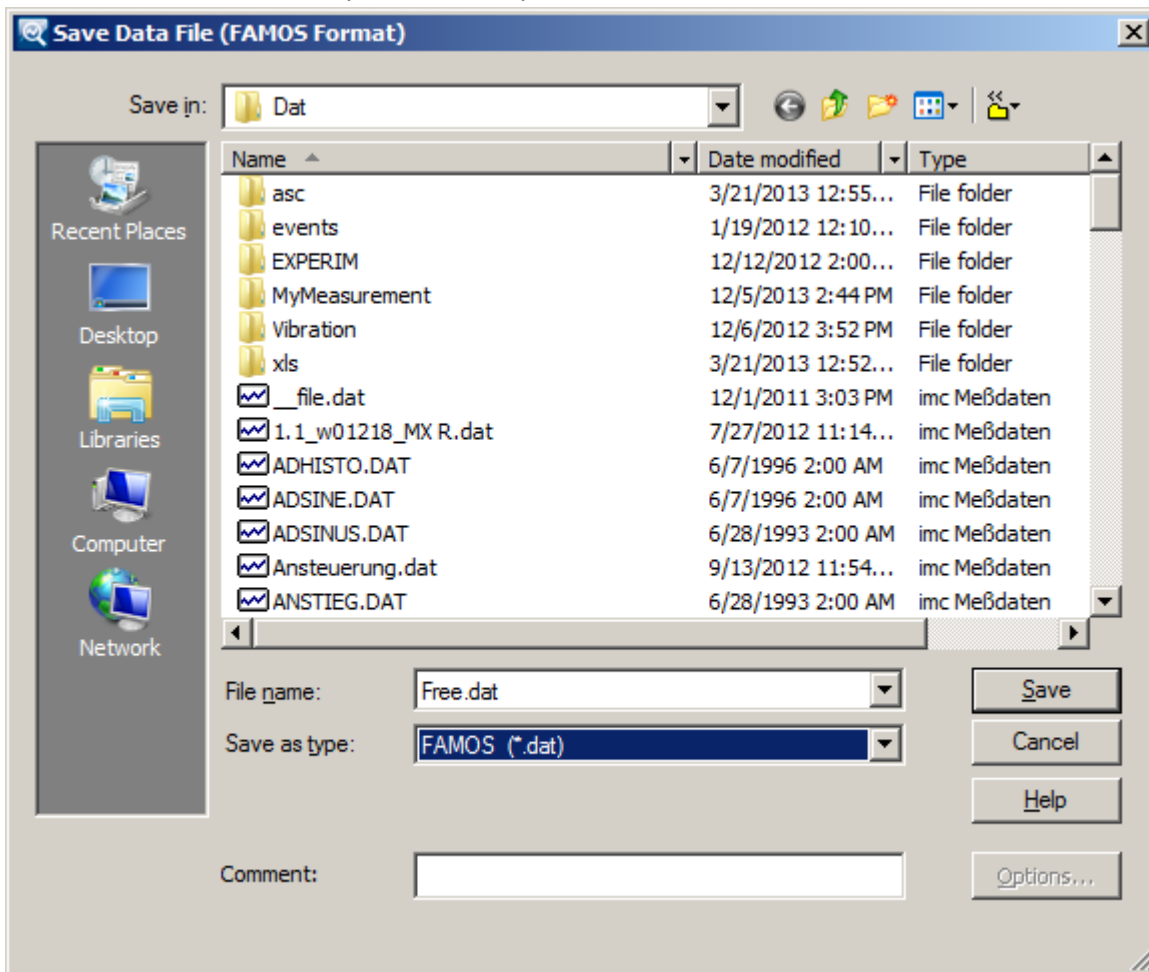 Save Data File (FAMOS Format)
Save in: Dat
Name Date modified Type
asc 3/21/2013 12:55... File folder
events 1/19/2012 12:10... File folder
EXPERIM 12/12/2012 2:00... File folder
MyMeasurement 12/5/2013 2:44 PM File folder
Vibration 12/6/2012 3:52 PM File folder
xls 3/21/2013 12:52... File folder
__file.dat 12/1/2011 3:03 PM imc Meßdaten
1.1_w01218_MX R.dat 7/27/2012 11:14... imc Meßdaten
ADHISTO.DAT 6/7/1996 2:00 AM imc Meßdaten
ADSINE.DAT 6/7/1996 2:00 AM imc Meßdaten
ADSINUS.DAT 6/28/1993 2:00 AM imc Meßdaten
Ansteuerung.dat 9/13/2012 11:54... imc Meßdaten
ANSTIEG.DAT 6/28/1993 2:00 AM imc Meßdaten
Recent Places
Desktop
Libraries
Computer
Network
File name: Free.dat Save
Save as type: FAMOS (*.dat) Cancel
Help
Comment: Options...